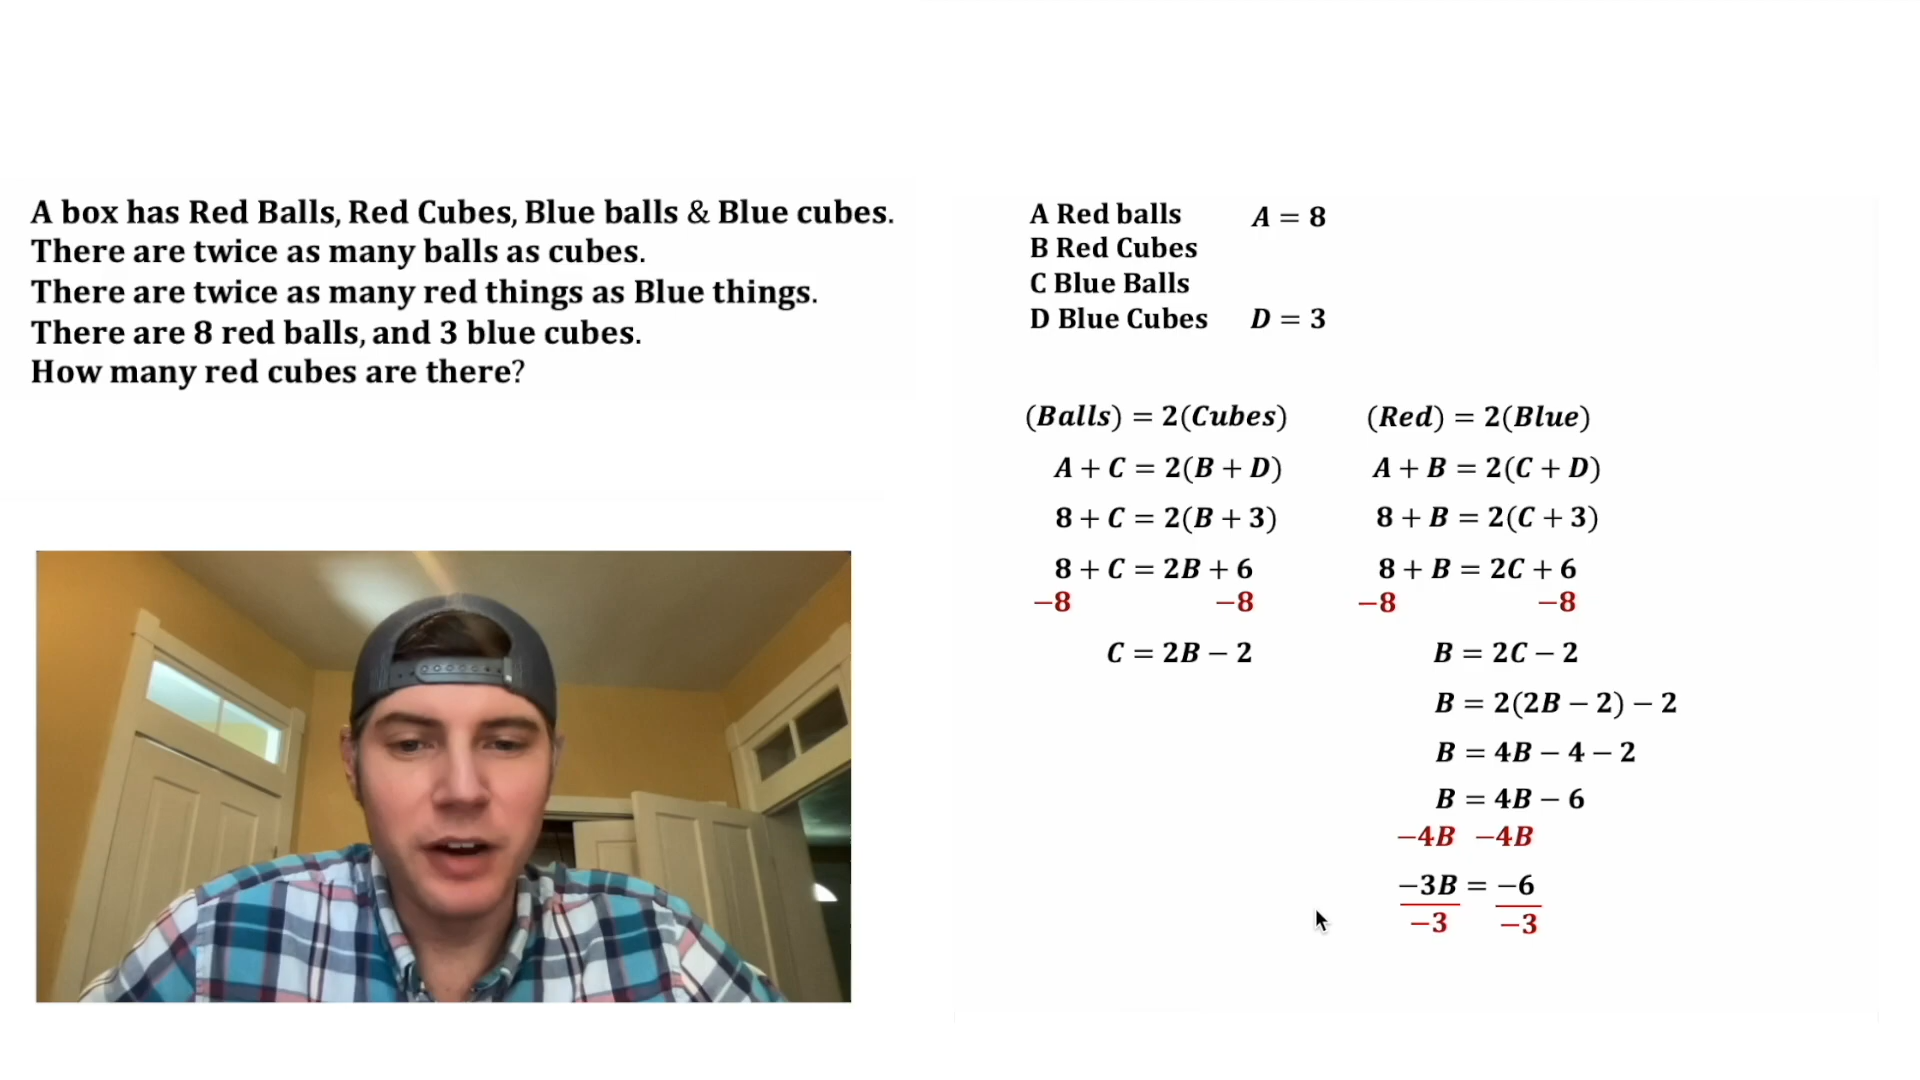 A box has Red Balls, Red Cubes, Blue balls & Blue cubes.
There are twice as many balls as cubes.
There are twice as many red things as Blue things.
There are 8 red balls, and 3 blue cubes.
How many red cubes are there?
A Red balls A = 8
B Red Cubes
C Blue Balls
D Blue Cubes D = 3
(Balls) = 2(Cubes) (Red) = 2(Blue)
A + C = 2(B + D) A + B = 2(C + D)
8 + C = 2(B + 3) 8 + B = 2(C + 3)
8 + C = 2B + 6 8 + B = 2C + 6
−8 −8 −8 −8
C = 2B − 2 B = 2C − 2
B = 2(2B − 2) − 2
B = 4B − 4 − 2
B = 4B − 6
−4B −4B
−3B = −6
−3 −3